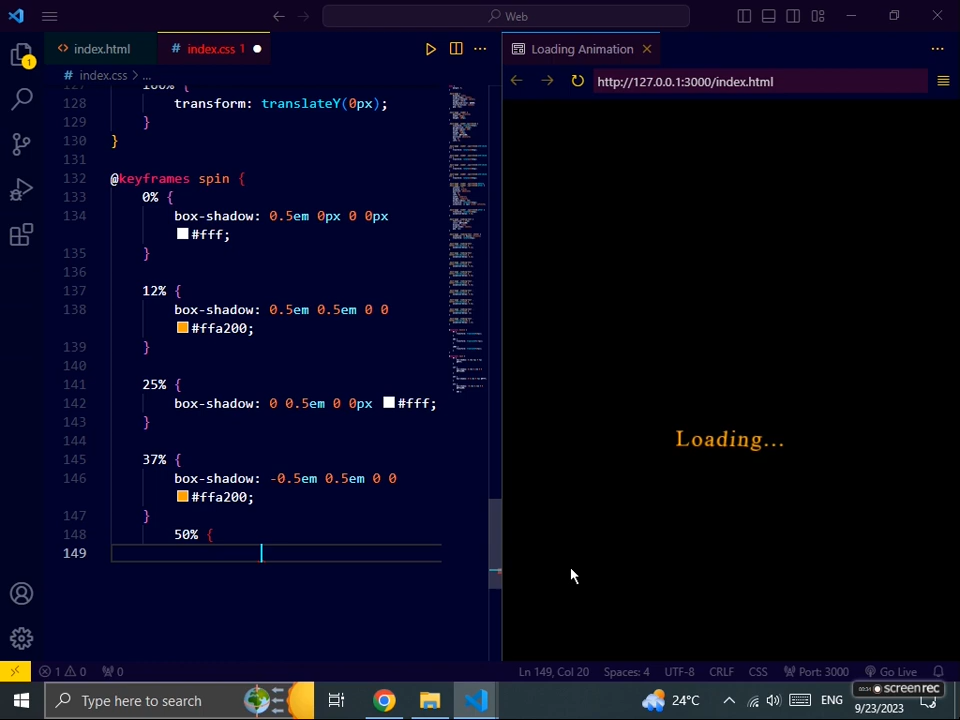 Web
index.html
# index.css 1
Loading Animation
# index.css > ...
http://127.0.0.1:3000/index.html
127 100% {
128 transform: translateY(0px);
129 }
130 }
131
132 @keyframes spin {
133 0% {
134 box-shadow: 0.5em 0px 0 0px
#fff;
135 }
136
137 12% {
138 box-shadow: 0.5em 0.5em 0 0
#ffa200;
139 }
140
141 25% {
142 box-shadow: 0 0.5em 0 0px #fff;
143 }
144
145 37% {
146 box-shadow: -0.5em 0.5em 0 0
#ffa200;
147 }
148 50% {
149
Loading...
1 0 0
Ln 149, Col 20 Spaces: 4 UTF-8 CRLF CSS Port: 3000 Go Live
Type here to search
24°C
ENG
screenrec
9/23/2023